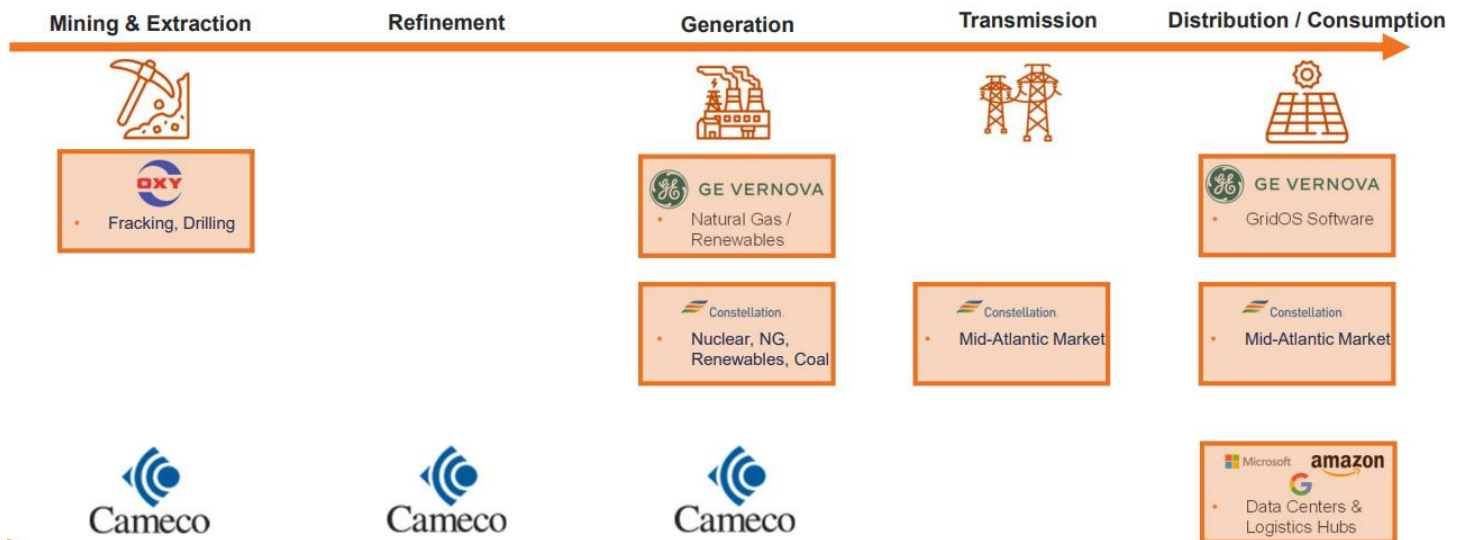 Mining & Extraction
Refinement
Generation
Transmission
Distribution / Consumption
OXY
• Fracking, Drilling
GE VERNOVA
• Natural Gas /
Renewables
GE VERNOVA
• GridOS Software
Constellation
• Nuclear, NG,
Renewables, Coal
Constellation
• Mid-Atlantic Market
Constellation
• Mid-Atlantic Market
Cameco
Cameco
Cameco
Microsoft amazon
G
• Data Centers &
Logistics Hubs